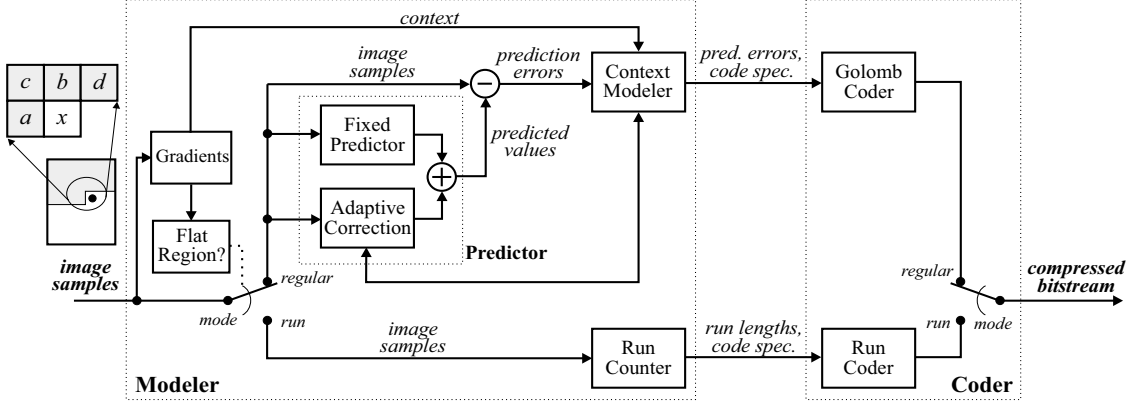 context
image
samples
prediction
errors
pred. errors,
code spec.
c b d
a x
Context
Modeler
Golomb
Coder
Gradients
Fixed
Predictor
predicted
values
−
+
Flat
Region?
Adaptive
Correction
Predictor
image
samples
regular
mode
run
image
samples
Run
Counter
run lengths,
code spec.
Run
Coder
regular
run
mode
compressed
bitstream
Modeler
Coder